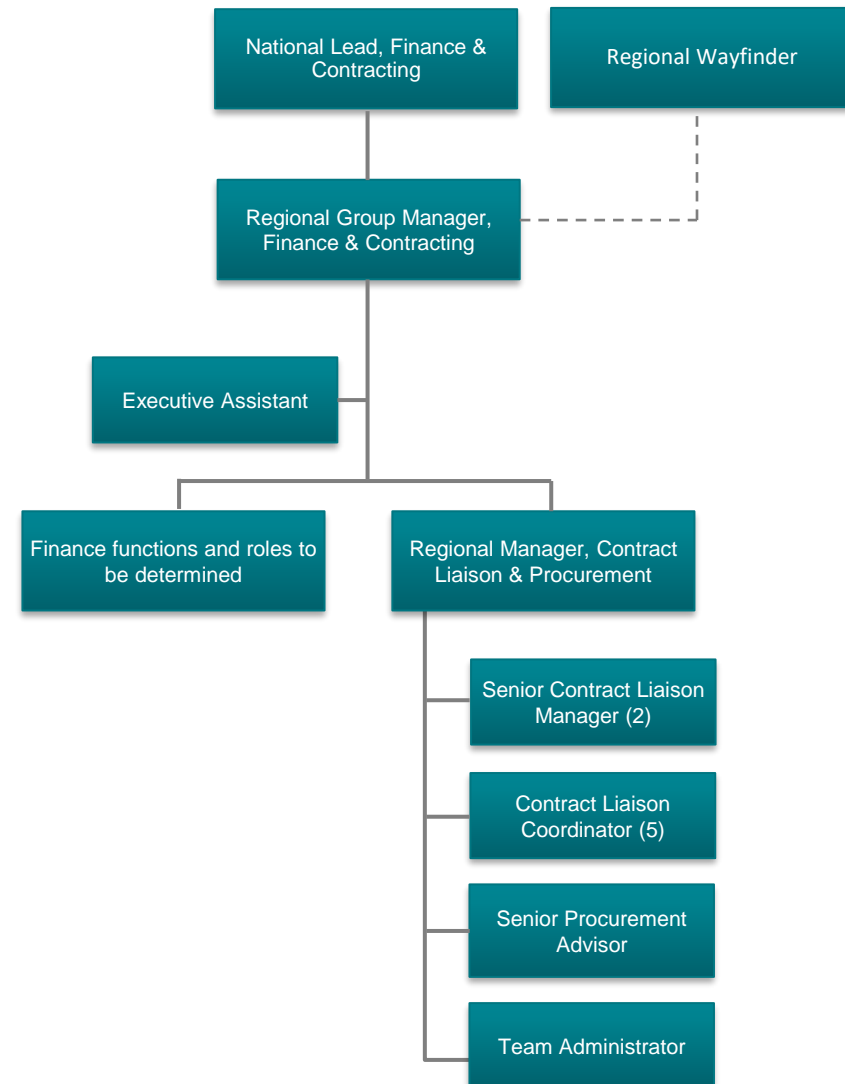 National Lead, Finance &
Contracting
Regional Wayfinder
Regional Group Manager,
Finance & Contracting
Executive Assistant
Finance functions and roles to
be determined
Regional Manager, Contract
Liaison & Procurement
Senior Contract Liaison
Manager (2)
Contract Liaison
Coordinator (5)
Senior Procurement
Advisor
Team Administrator